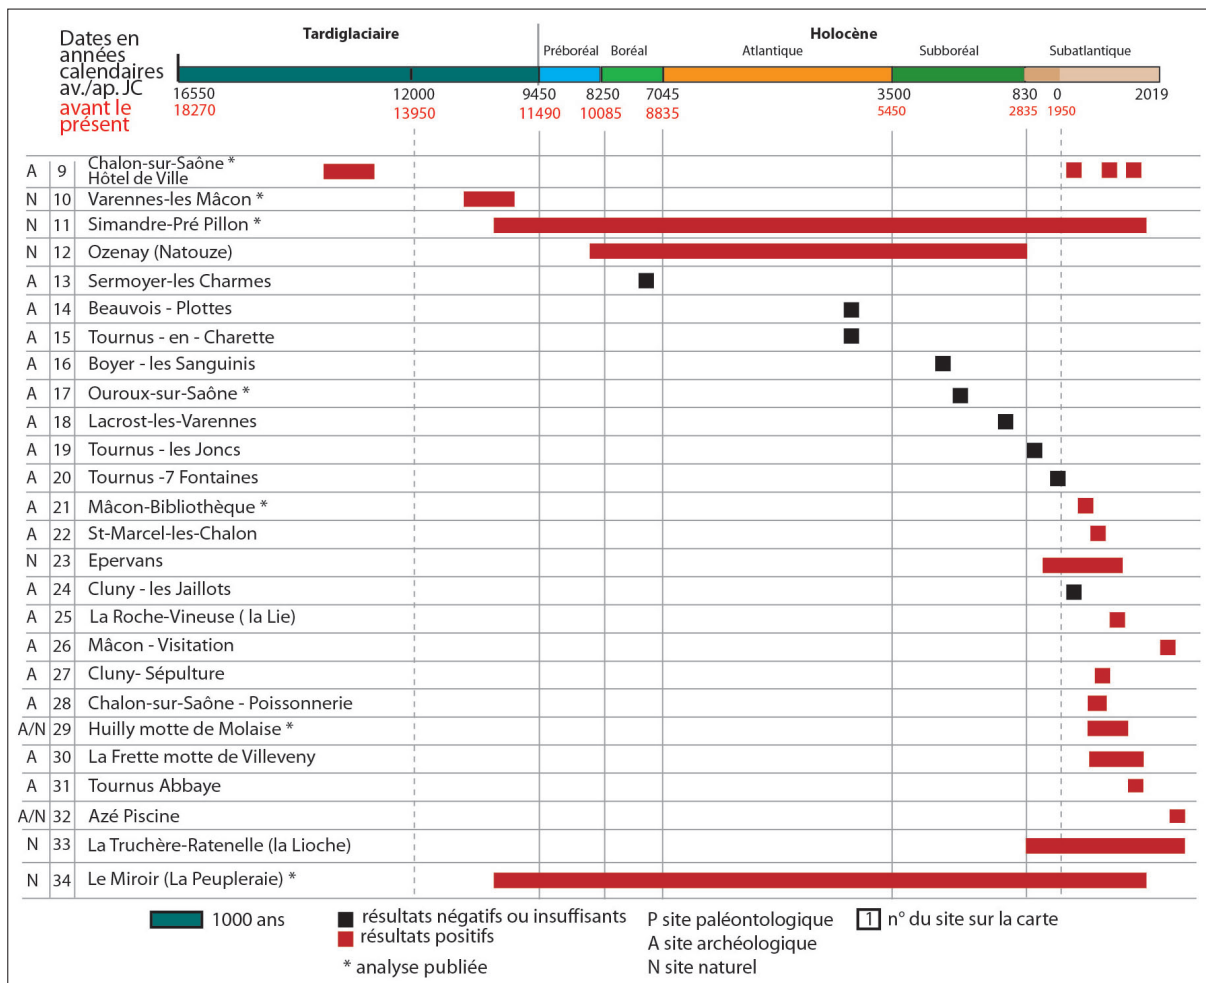 Dates en
années
calendaires
av./ap. JC
avant le
présent
Tardiglaciaire
Holocène
Préboréal Boréal Atlantique Subboréal Subatlantique
16550 12000 9450 8250 7045 3500 830 0 2019
18270 13950 11490 10085 8835 5450 2835 1950
A 9 Chalon-sur-Saône *
Hôtel de Ville
N 10 Varennes-les Mâcon *
N 11 Simandre-Pré Pillon *
N 12 Ozenay (Natouze)
A 13 Sermoyer-les Charmes
A 14 Beauvois - Plottes
A 15 Tournus - en - Charette
A 16 Boyer - les Sanguinis
A 17 Ouroux-sur-Saône *
A 18 Lacrost-les-Varennes
A 19 Tournus - les Joncs
A 20 Tournus -7 Fontaines
A 21 Mâcon-Bibliothèque *
A 22 St-Marcel-les-Chalon
N 23 Epervans
A 24 Cluny - les Jaillots
A 25 La Roche-Vineuse ( la Lie)
A 26 Mâcon - Visitation
A 27 Cluny- Sépulture
A 28 Chalon-sur-Saône - Poissonnerie
A/N 29 Huilly motte de Molaise *
A 30 La Frette motte de Villeveny
A 31 Tournus Abbaye
A/N 32 Azé Piscine
N 33 La Truchère-Ratenelle (la Lioche)
N 34 Le Miroir (La Peupleraie) *
1000 ans
résultats négatifs ou insuffisants
résultats positifs
* analyse publiée
P site paléontologique
A site archéologique
N site naturel
1 n° du site sur la carte